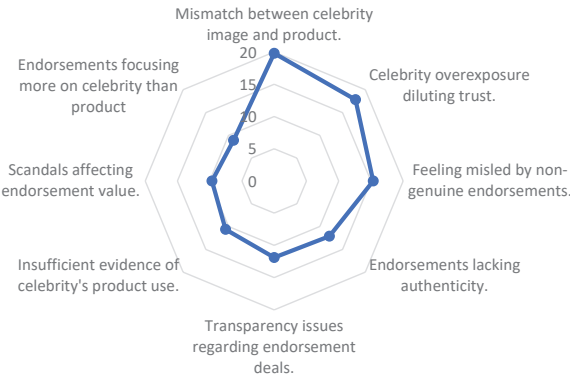 Mismatch between celebrity
image and product.
20
Endorsements focusing
more on celebrity than
product
15
Celebrity overexposure
diluting trust.
10
5
Scandals affecting
endorsement value.
0
Feeling misled by non-
genuine endorsements.
Insufficient evidence of
celebrity's product use.
Endorsements lacking
authenticity.
Transparency issues
regarding endorsement
deals.